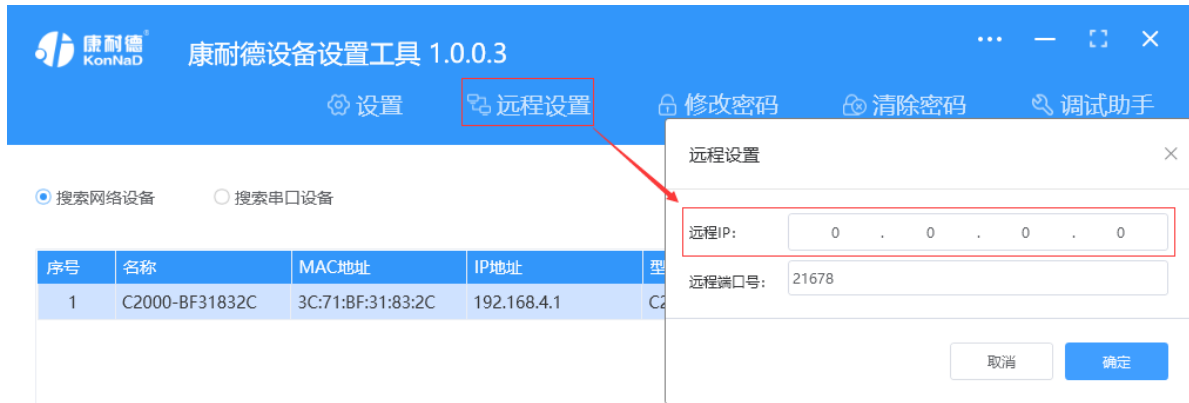 康耐德®
KonNaD
康耐德设备设置工具 1.0.0.3
设置 远程设置 修改密码 清除密码 调试助手
远程设置
搜索网络设备 搜索串口设备
远程IP: 0 . 0 . 0 . 0
序号 名称 MAC地址 IP地址 型
远程端口号: 21678
1 C2000-BF31832C 3C:71:BF:31:83:2C 192.168.4.1 C2
取消 确定